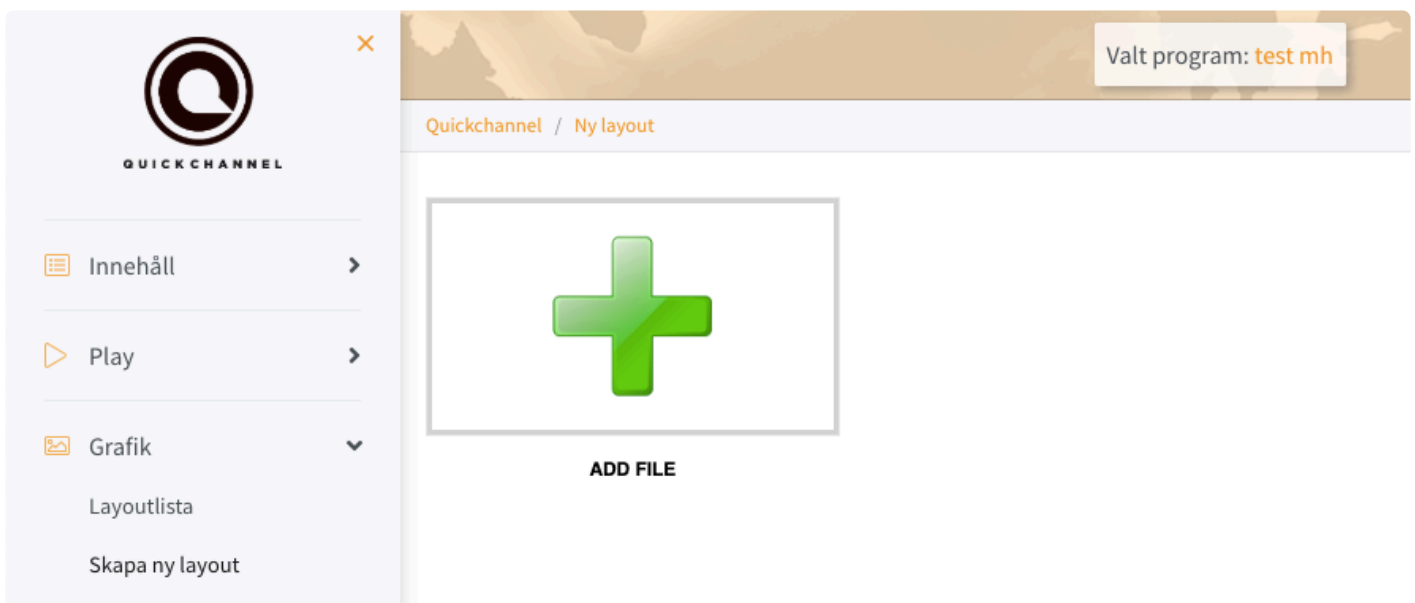 QUICKCHANNEL
Innehåll
Play
Grafik
Layoutlista
Skapa ny layout
Valt program: test mh
Quickchannel / Ny layout
ADD FILE